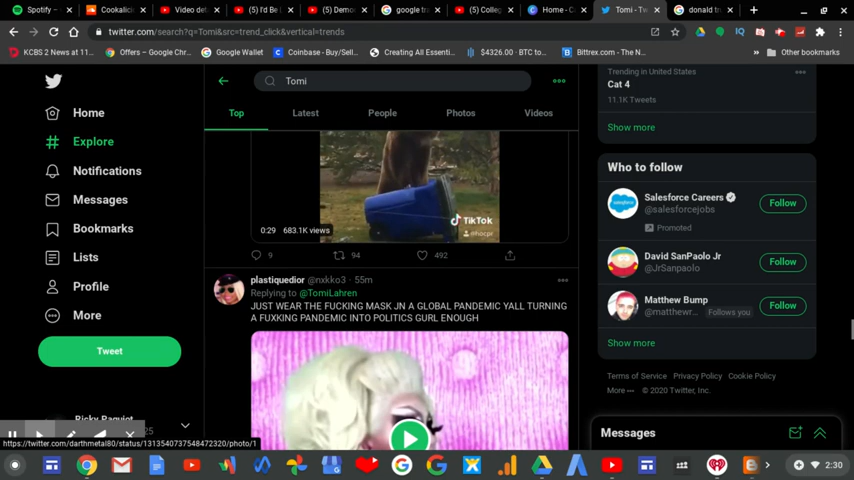 Spotify –
Cookalici
Video det
(5) I'd Be
(5) Demo
google tra
(5) Colleg
Home - Ca
Tomi - Tw
donald tr
twitter.com/search?q=Tomi&src=trend_click&vertical=trends
KCBS 2 News at 11...
Offers – Google Chr...
Google Wallet
Coinbase - Buy/Sell...
Creating All Essenti...
$4326.00 - BTC to...
Bittrex.com - The N...
»
Other bookmarks
Home
Explore
Notifications
Messages
Bookmarks
Lists
Profile
More
Tweet
Ricky Paquiot
https://twitter.com/darthmetal80/status/1313540737548472320/photo/1
Tomi
Top
Latest
People
Photos
Videos
0:29 683.1K views
TikTok
9
94
492
plastiquedior @nxkko3 · 55m
Replying to @TomiLahren
JUST WEAR THE FUCKING MASK JN A GLOBAL PANDEMIC YALL TURNING
A FUXKING PANDEMIC INTO POLITICS GURL ENOUGH
Trending in United States
Cat 4
11.1K Tweets
Show more
Who to follow
Salesforce Careers
@salesforcejobs
Promoted
Follow
David SanPaolo Jr
@JrSanpaolo
Follow
Matthew Bump
@matthewr... Follows you
Follow
Show more
Terms of Service Privacy Policy Cookie Policy
More © 2020 Twitter, Inc.
Messages
2:30